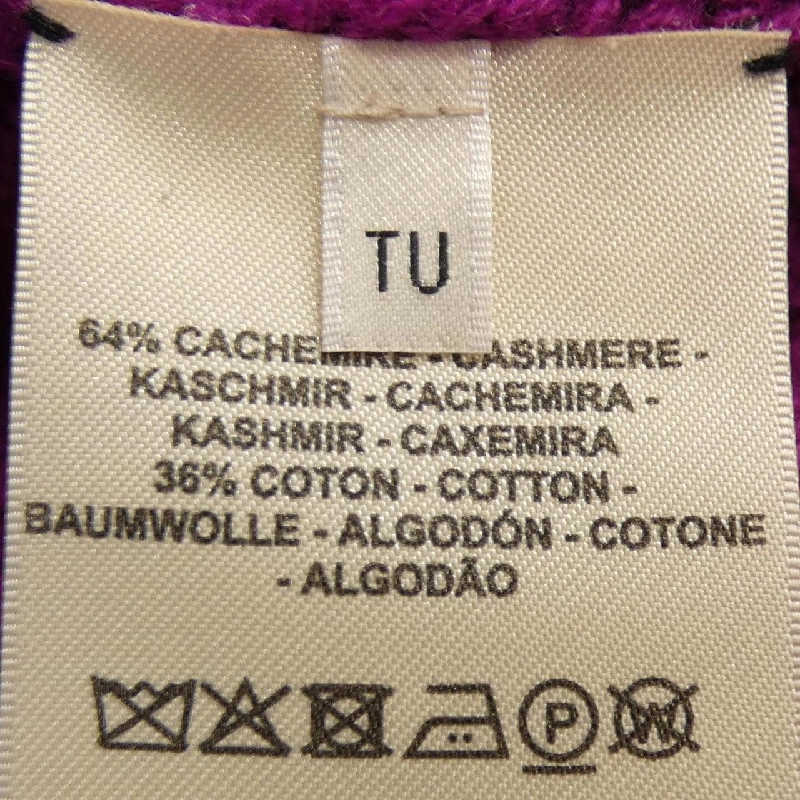 TU
64% CACHEMIRE - CASHMERE -
KASCHMIR - CACHEMIRA -
KASHMIR - CAXEMIRA
36% COTON - COTTON -
BAUMWOLLE - ALGODÓN - COTONE
- ALGODÃO
P
W